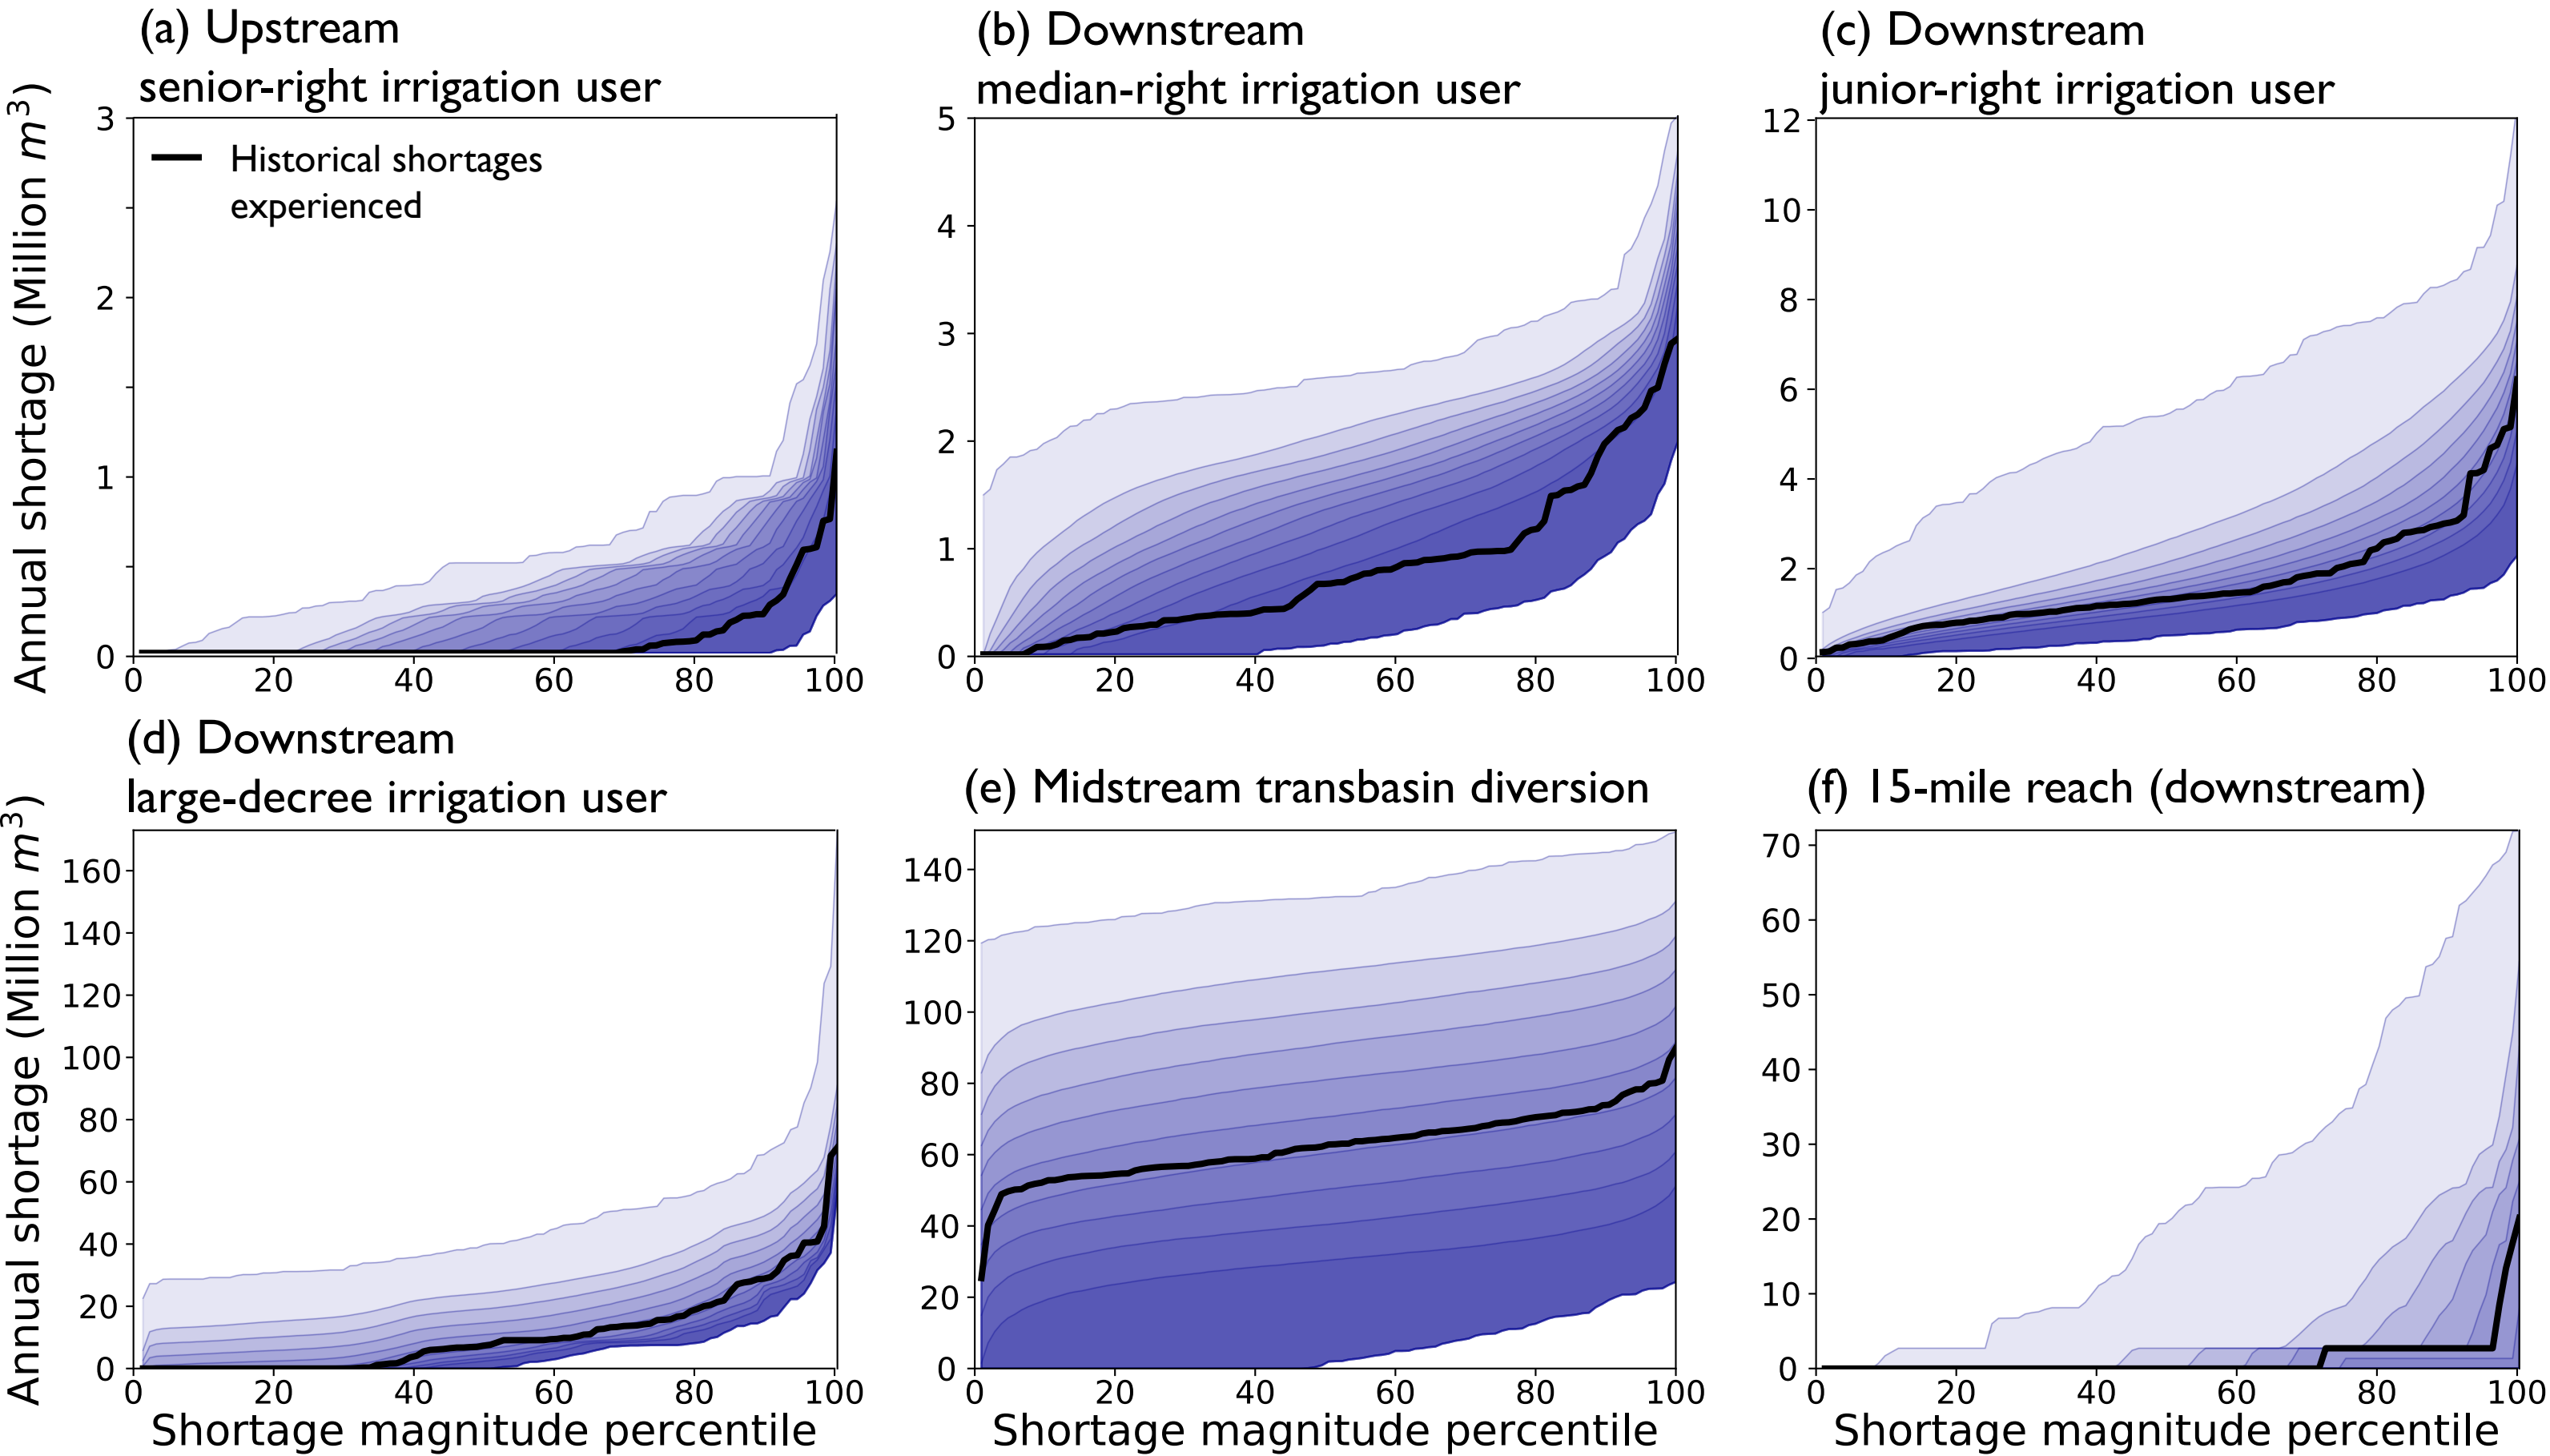 (a) Upstream
senior-right irrigation user
(b) Downstream
median-right irrigation user
(c) Downstream
junior-right irrigation user
Annual shortage (Million m³)
3
2
1
0
0 20 40 60 80 100
Historical shortages
experienced
5
4
3
2
1
0
0 20 40 60 80 100
12
10
8
6
4
2
0
0 20 40 60 80 100
(d) Downstream
large-decree irrigation user
(e) Midstream transbasin diversion
(f) 15-mile reach (downstream)
Annual shortage (Million m³)
160
140
120
100
80
60
40
20
0
0 20 40 60 80 100
Shortage magnitude percentile
140
120
100
80
60
40
20
0
0 20 40 60 80 100
Shortage magnitude percentile
70
60
50
40
30
20
10
0
0 20 40 60 80 100
Shortage magnitude percentile